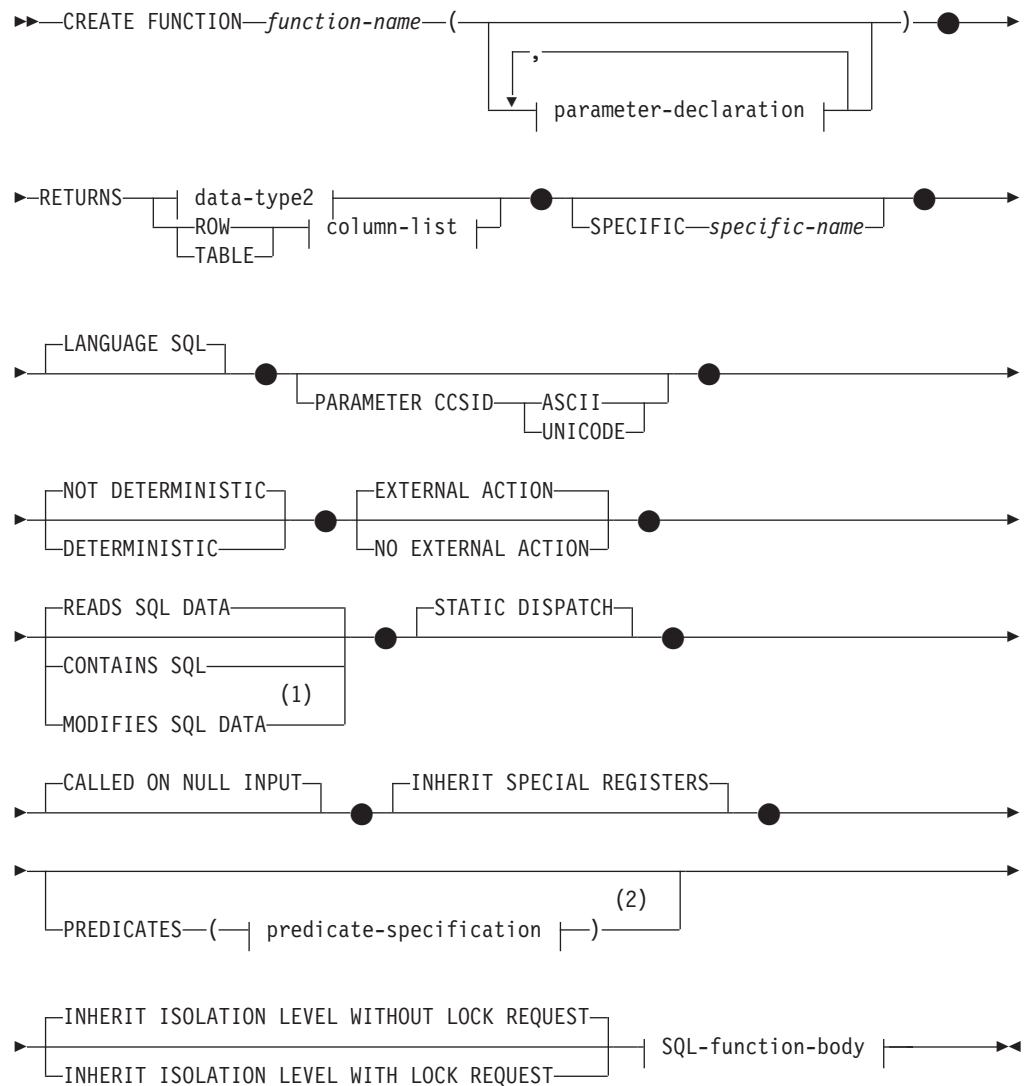 CREATE FUNCTION function-name ( )
,
parameter-declaration
RETURNS data-type2
ROW column-list SPECIFIC specific-name
TABLE
LANGUAGE SQL
PARAMETER CCSID ASCII
UNICODE
NOT DETERMINISTIC EXTERNAL ACTION
DETERMINISTIC NO EXTERNAL ACTION
READS SQL DATA STATIC DISPATCH
CONTAINS SQL
(1)
MODIFIES SQL DATA
CALLED ON NULL INPUT INHERIT SPECIAL REGISTERS
(2)
PREDICATES ( predicate-specification )
INHERIT ISOLATION LEVEL WITHOUT LOCK REQUEST
SQL-function-body
INHERIT ISOLATION LEVEL WITH LOCK REQUEST